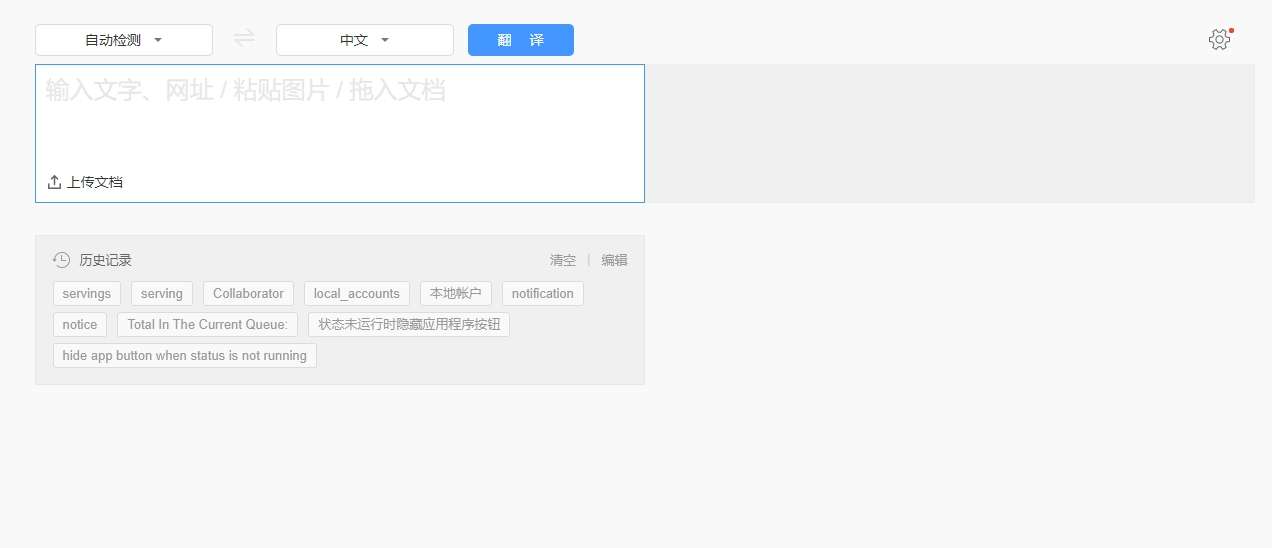 自动检测 中文 翻 译
输入文字、网址 / 粘贴图片 / 拖入文档
上传文档
历史记录 清空 | 编辑
servings serving Collaborator local_accounts 本地帐户 notification
notice Total In The Current Queue: 状态未运行时隐藏应用程序按钮
hide app button when status is not running